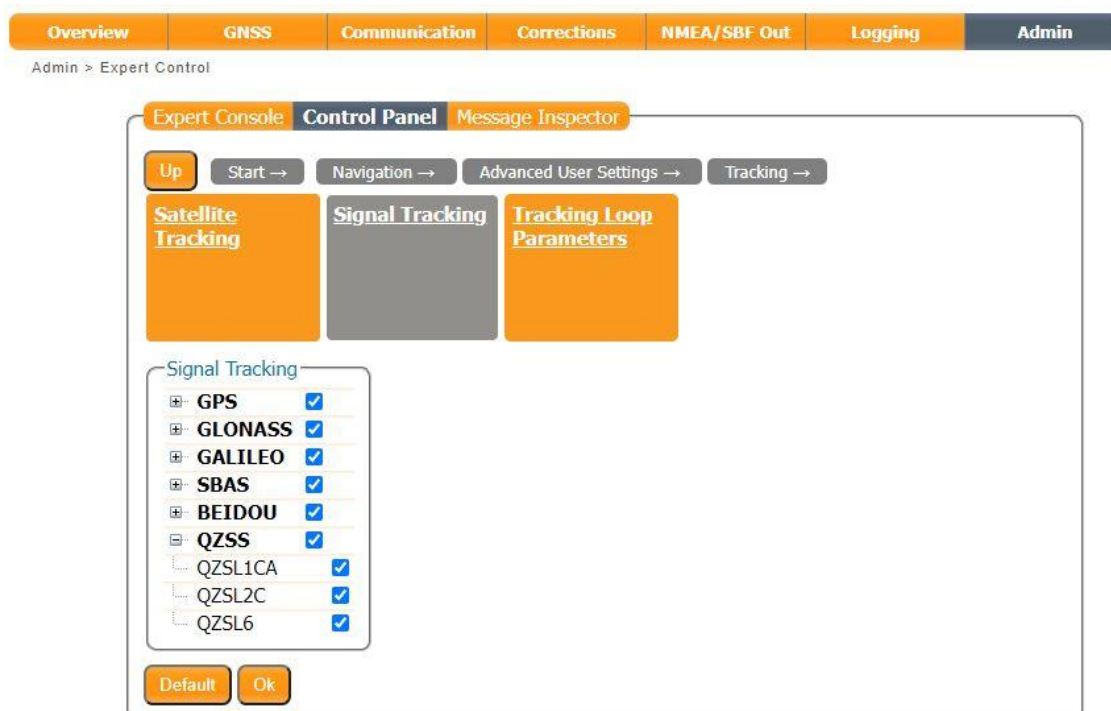 Overview GNSS Communication Corrections NMEA/SBF Out Logging Admin
Admin > Expert Control
Expert Console Control Panel Message Inspector
Up Start → Navigation → Advanced User Settings → Tracking →
Satellite Tracking
Signal Tracking
Tracking Loop Parameters
Signal Tracking
GPS
GLONASS
GALILEO
SBAS
BEIDOU
QZSS
QZSL1CA
QZSL2C
QZSL6
Default Ok